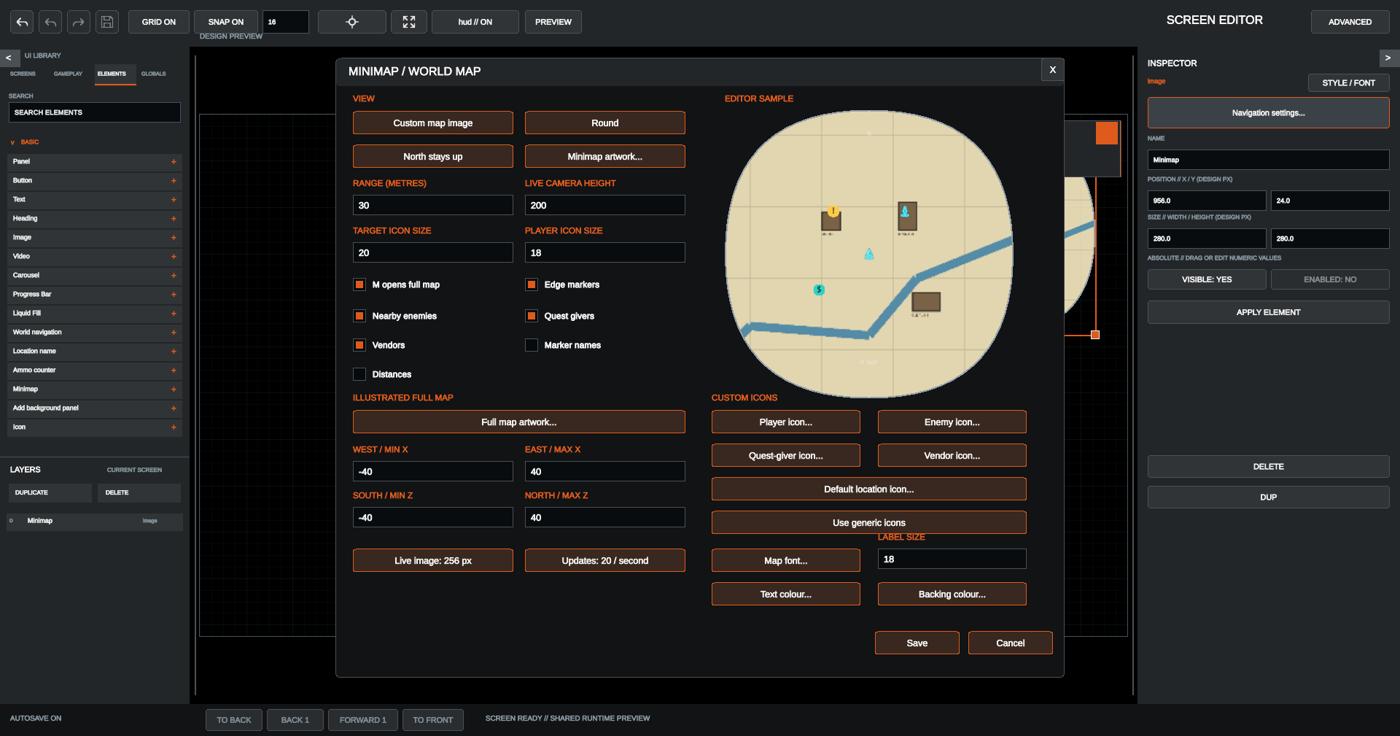 GRID ON
SNAP ON
16
hud // ON
PREVIEW
SCREEN EDITOR
ADVANCED
DESIGN PREVIEW
<
UI LIBRARY
SCREENS
GAMEPLAY
ELEMENTS
GLOBALS
SEARCH
SEARCH ELEMENTS
v BASIC
Panel +
Button +
Text +
Heading +
Image +
Video +
Carousel +
Progress Bar +
Liquid Fill +
World navigation +
Location name +
Ammo counter +
Minimap +
Add background panel +
Icon +
LAYERS
CURRENT SCREEN
DUPLICATE
DELETE
Minimap
Image
MINIMAP / WORLD MAP
X
VIEW
Custom map image
Round
North stays up
Minimap artwork...
RANGE (METRES)
LIVE CAMERA HEIGHT
30
200
TARGET ICON SIZE
PLAYER ICON SIZE
20
18
M opens full map
Edge markers
Nearby enemies
Quest givers
Vendors
Marker names
Distances
ILLUSTRATED FULL MAP
Full map artwork...
WEST / MIN X
EAST / MAX X
-40
40
SOUTH / MIN Z
NORTH / MAX Z
-40
40
Live image: 256 px
Updates: 20 / second
EDITOR SAMPLE
!
$
CUSTOM ICONS
Player icon...
Enemy icon...
Quest-giver icon...
Vendor icon...
Default location icon...
Use generic icons
LABEL SIZE
Map font...
18
Text colour...
Backing colour...
Save
Cancel
>
INSPECTOR
Image
STYLE / FONT
Navigation settings...
NAME
Minimap
POSITION // X / Y (DESIGN PX)
956.0
24.0
SIZE // WIDTH / HEIGHT (DESIGN PX)
280.0
280.0
ABSOLUTE // DRAG OR EDIT NUMERIC VALUES
VISIBLE: YES
ENABLED: NO
APPLY ELEMENT
DELETE
DUP
AUTOSAVE ON
TO BACK
BACK 1
FORWARD 1
TO FRONT
SCREEN READY // SHARED RUNTIME PREVIEW